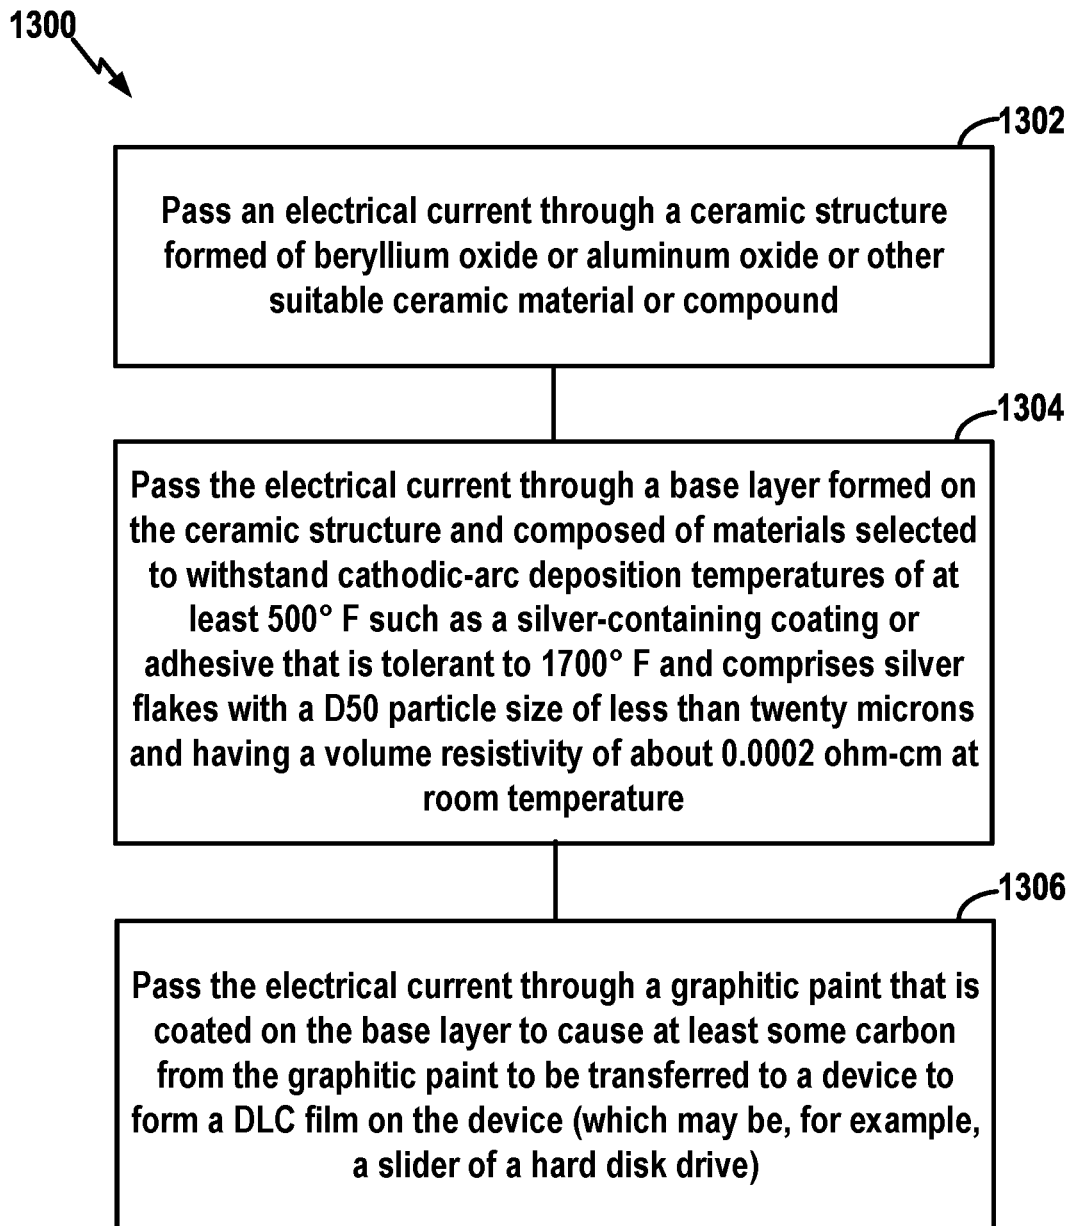 1300
1302
Pass an electrical current through a ceramic structure
formed of beryllium oxide or aluminum oxide or other
suitable ceramic material or compound
1304
Pass the electrical current through a base layer formed on
the ceramic structure and composed of materials selected
to withstand cathodic-arc deposition temperatures of at
least 500° F such as a silver-containing coating or
adhesive that is tolerant to 1700° F and comprises silver
flakes with a D50 particle size of less than twenty microns
and having a volume resistivity of about 0.0002 ohm-cm at
room temperature
1306
Pass the electrical current through a graphitic paint that is
coated on the base layer to cause at least some carbon
from the graphitic paint to be transferred to a device to
form a DLC film on the device (which may be, for example,
a slider of a hard disk drive)